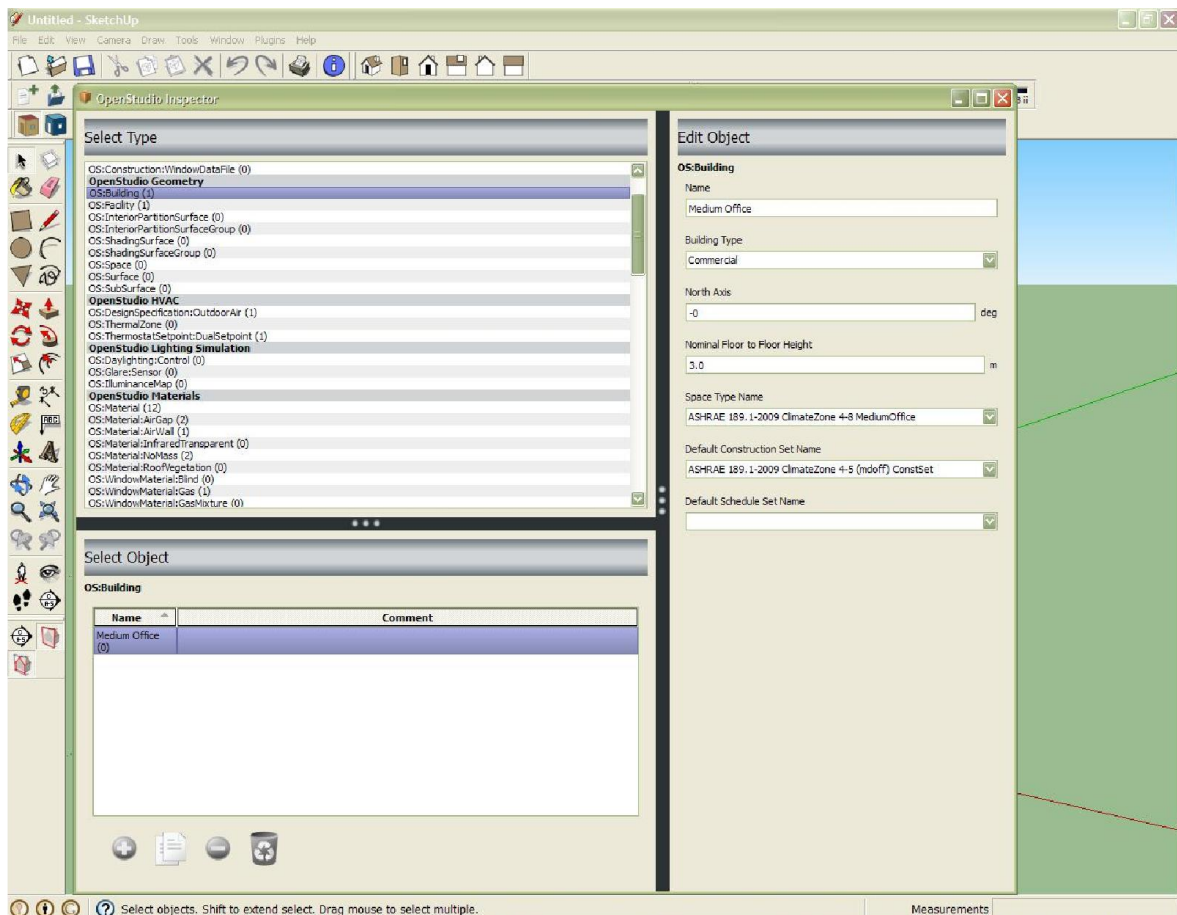 Untitled - SketchUp
File Edit View Camera Draw Tools Window Plugins Help
OpenStudio Inspector
Select Type
OS:Construction:WindowDataFile (0)
OpenStudio Geometry
OS:Building (1)
OS:Facility (1)
OS:InteriorPartitionSurface (0)
OS:InteriorPartitionSurfaceGroup (0)
OS:ShadingSurface (0)
OS:ShadingSurfaceGroup (0)
OS:Space (0)
OS:Surface (0)
OS:SubSurface (0)
OpenStudio HVAC
OS:DesignSpecification:OutdoorAir (1)
OS:ThermalZone (0)
OS:ThermostatSetpoint:DualSetpoint (1)
OpenStudio Lighting Simulation
OS:Daylighting:Control (0)
OS:Glare:Sensor (0)
OS:IlluminanceMap (0)
OpenStudio Materials
OS:Material (12)
OS:Material:AirGap (2)
OS:Material:AirWall (1)
OS:Material:InfraredTransparent (0)
OS:Material:NoMass (2)
OS:Material:RoofVegetation (0)
OS:WindowMaterial:Blind (0)
OS:WindowMaterial:Gas (1)
OS:WindowMaterial:GasMixture (0)
Select Object
OS:Building
Name Comment
Medium Office
(0)
Edit Object
OS:Building
Name
Medium Office
Building Type
Commercial
North Axis
-0 deg
Nominal Floor to Floor Height
3.0 m
Space Type Name
ASHRAE 189.1-2009 ClimateZone 4-8 MediumOffice
Default Construction Set Name
ASHRAE 189.1-2009 ClimateZone 4-5 (mdoff) ConstSet
Default Schedule Set Name
ABC
Select objects. Shift to extend select. Drag mouse to select multiple.
Measurements